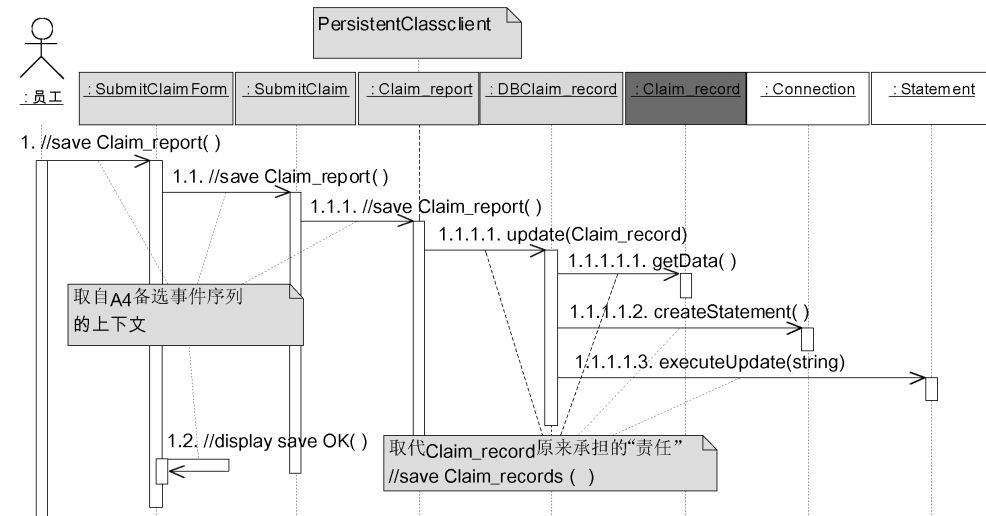 PersistentClassclient
: 员工
: SubmitClaimForm
: SubmitClaim
: Claim_report
: DBClaim_record
: Claim_record
: Connection
: Statement
1. //save Claim_report( )
1.1. //save Claim_report( )
1.1.1. //save Claim_report( )
1.1.1.1. update(Claim_record)
1.1.1.1.1. getData( )
取自A4备选事件序列
的上下文
1.1.1.1.2. createStatement( )
1.1.1.1.3. executeUpdate(string)
1.2. //display save OK( )
取代Claim_record原来承担的“责任”
//save Claim_records ( )